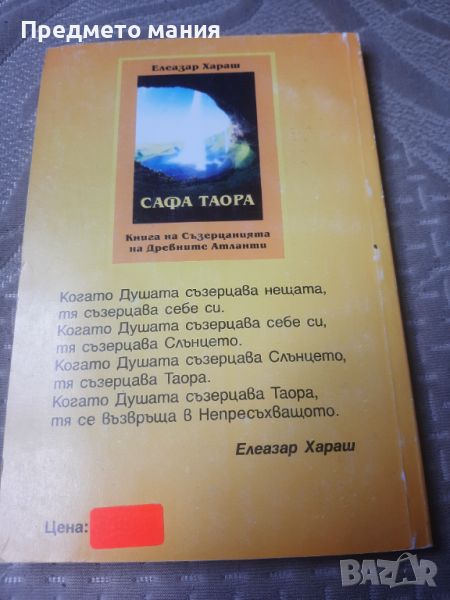 Предмето мания
Елеазар Хараш
САФА ТАОРА
Книга на Съзерцанията
на Древните Атланти
Когато Душата съзерцава нещата,
тя съзерцава себе си.
Когато Душата съзерцава себе си,
тя съзерцава Слънцето.
Когато Душата съзерцава Слънцето,
тя съзерцава Таора.
Когато Душата съзерцава Таора,
тя се възвръща в Непресъхващото.
Елеазар Хараш
Цена:
BAZAR